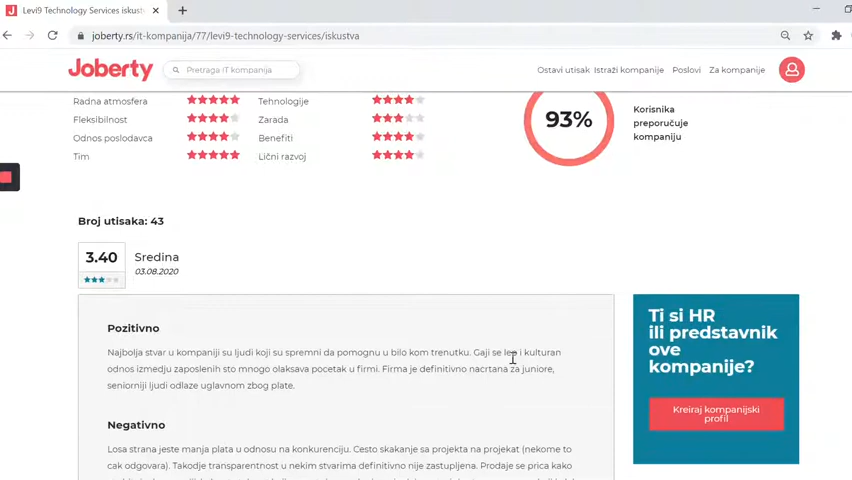 Levi9 Technology Services iskust
joberty.rs/it-kompanija/77/levi9-technology-services/iskustva
Joberty
Pretraga IT kompanija
Ostavi utisak Istraži kompanije Poslovi Za kompanije
Radna atmosfera
Tehnologije
Fleksibilnost
Zarada
Odnos poslodavca
Benefiti
Tim
Lični razvoj
93%
Korisnika
preporučuje
kompaniju
Broj utisaka: 43
3.40
Sredina
03.08.2020
Pozitivno
Najbolja stvar u kompaniji su ljudi koji su spremni da pomognu u bilo kom trenutku. Gaji se lep i kulturan
odnos izmedju zaposlenih sto mnogo olaksava pocetak u firmi. Firma je definitivno nacrtana za juniore,
seniorniji ljudi odlaze uglavnom zbog plate.
Negativno
Losa strana jeste manja plata u odnosu na konkurenciju. Cesto skakanje sa projekta na projekat (nekome to
cak odgovara). Takodje transparentnost u nekim stvarima definitivno nije zastupljena. Prodaje se prica kako
Ti si HR
ili predstavnik
ove
kompanije?
Kreiraj kompanijski
profil